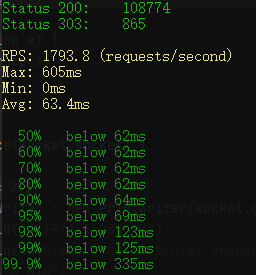 Status 200:    108774
Status 303:    865
RPS: 1793.8 (requests/second)
Max: 605ms
Min: 0ms
Avg: 63.4ms
50%   below 62ms
60%   below 62ms
70%   below 62ms
80%   below 62ms
90%   below 64ms
95%   below 69ms
98%   below 123ms
99%   below 125ms
99.9%   below 335ms